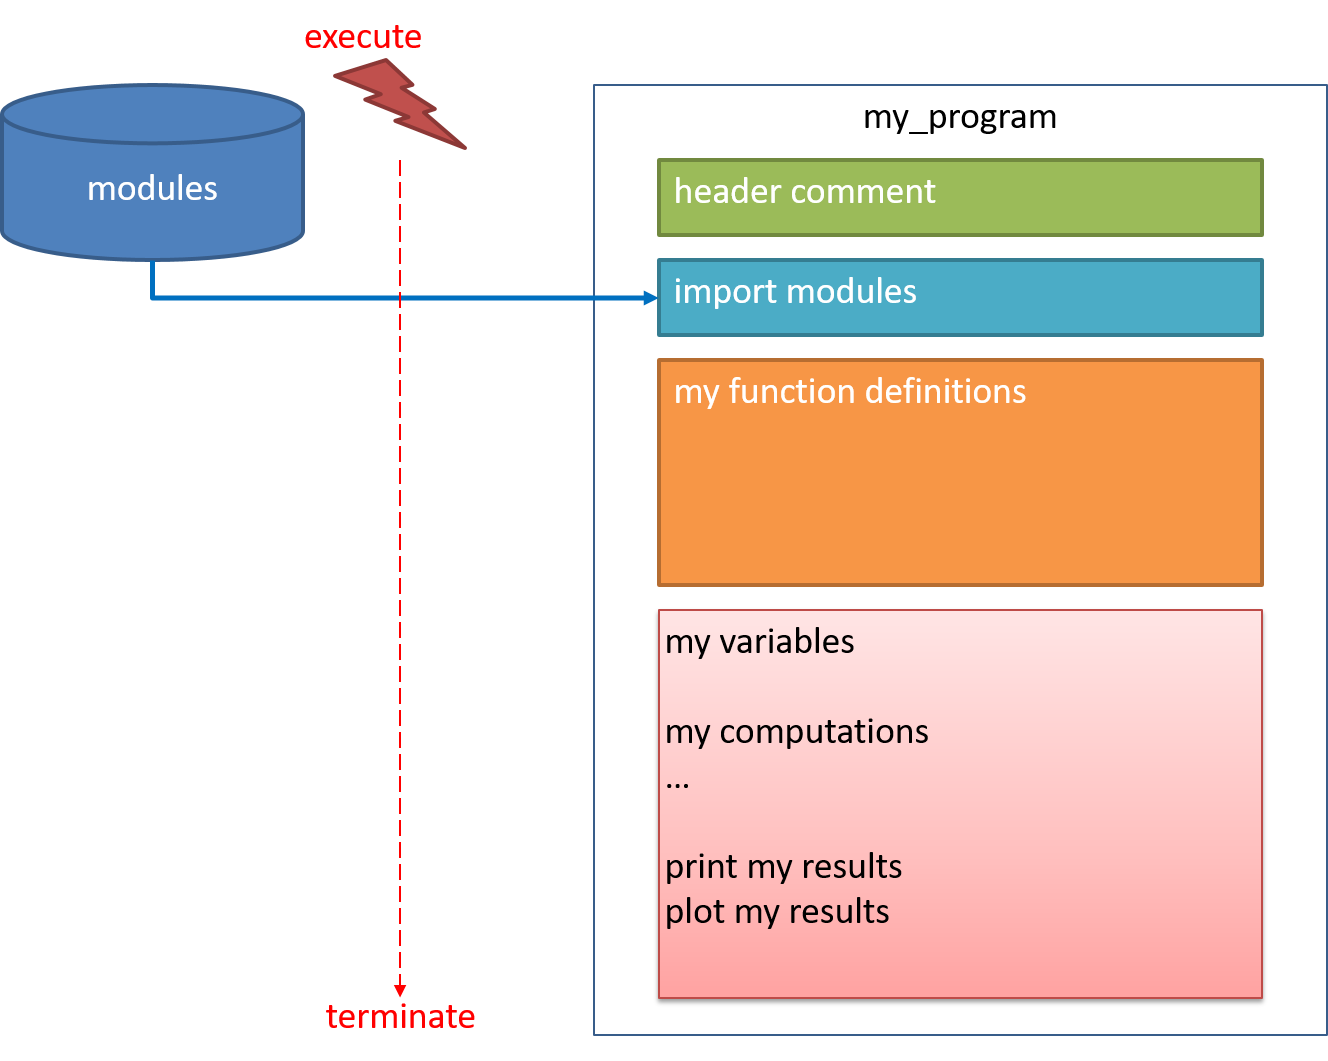 execute
modules
my_program
header comment
import modules
my function definitions
my variables
my computations
...
print my results
plot my results
terminate